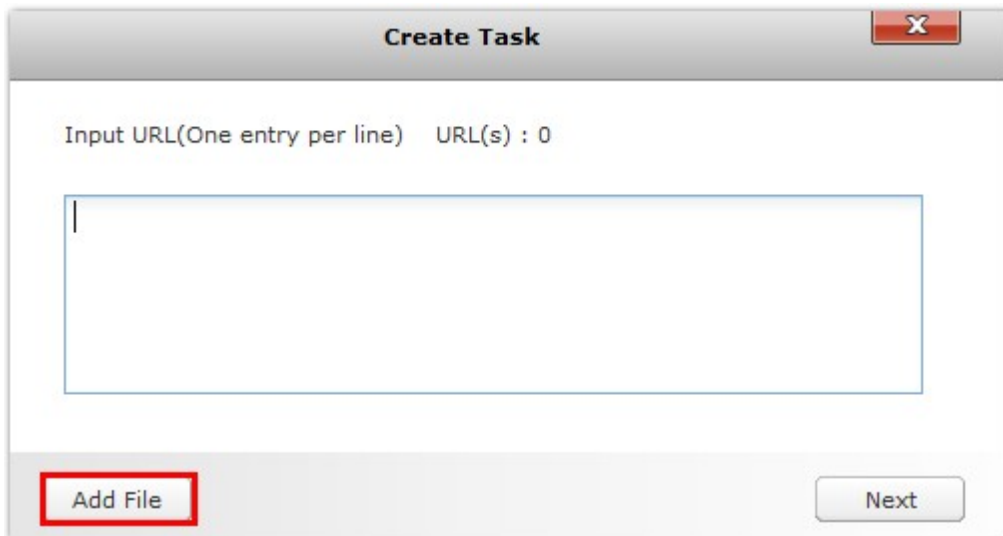 Create Task
X
Input URL(One entry per line) URL(s) : 0
Add File
Next